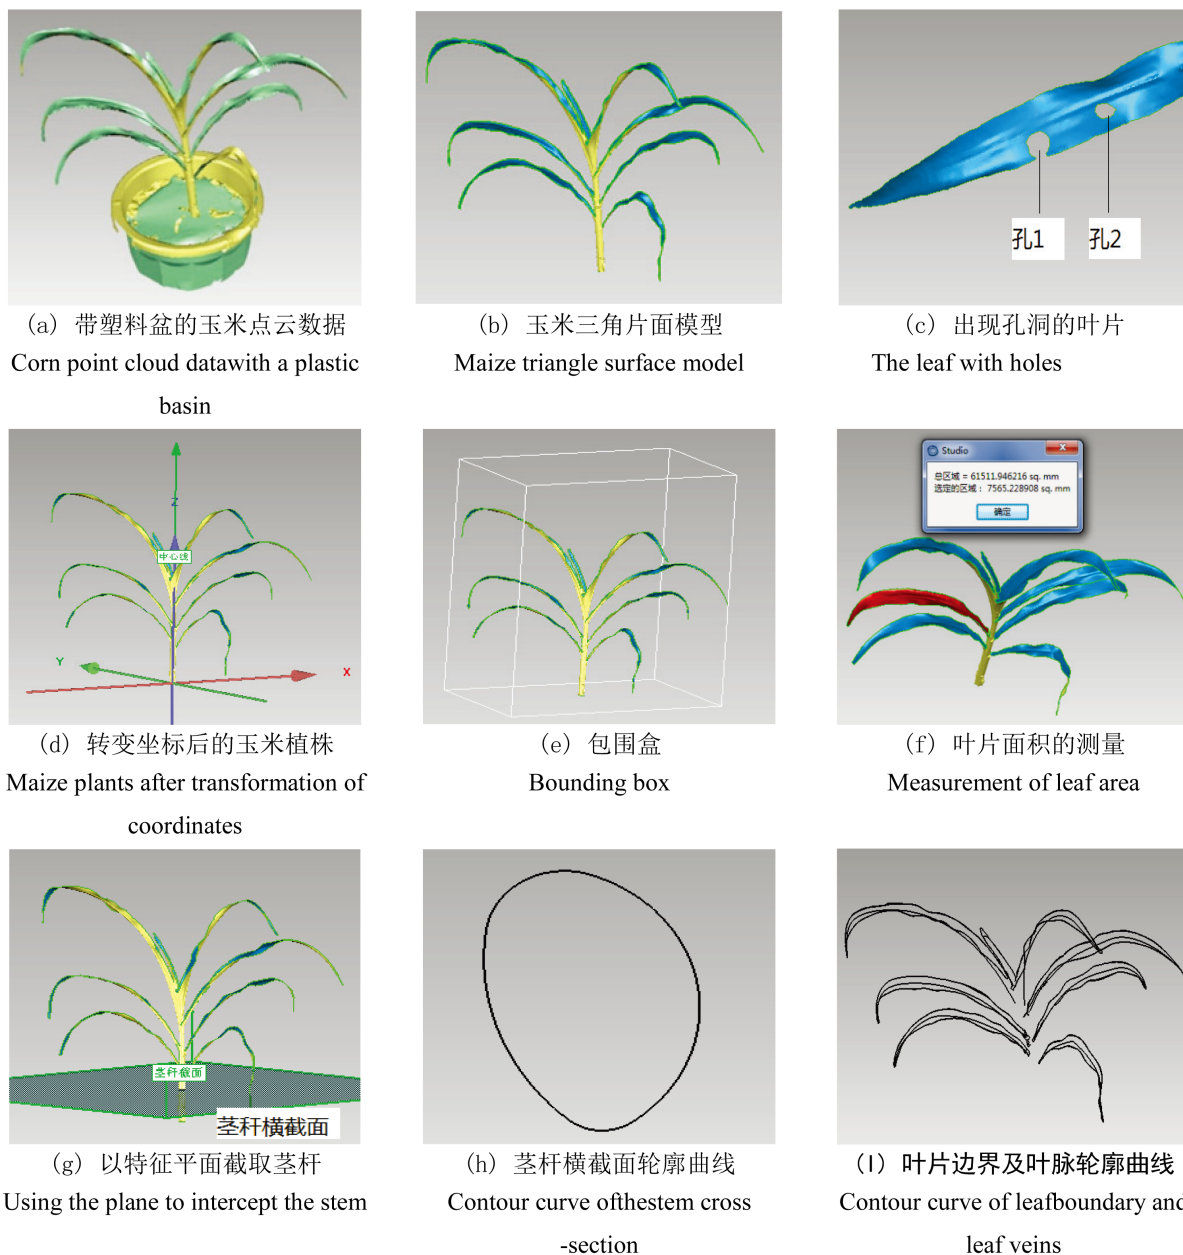 孔1
孔2
(a) 带塑料盆的玉米点云数据
Corn point cloud datawith a plastic
basin
(b) 玉米三角片面模型
Maize triangle surface model
(c) 出现孔洞的叶片
The leaf with holes
Z
中心线
Y
X
(d) 转变坐标后的玉米植株
Maize plants after transformation of
coordinates
(e) 包围盒
Bounding box
Studio
总区域 = 61511.946216 sq. mm
选定的区域： 7565.228908 sq. mm
确定
(f) 叶片面积的测量
Measurement of leaf area
茎秆截面
茎秆横截面
(g) 以特征平面截取茎杆
Using the plane to intercept the stem
(h) 茎杆横截面轮廓曲线
Contour curve ofthestem cross
-section
(I) 叶片边界及叶脉轮廓曲线
Contour curve of leafboundary and
leaf veins